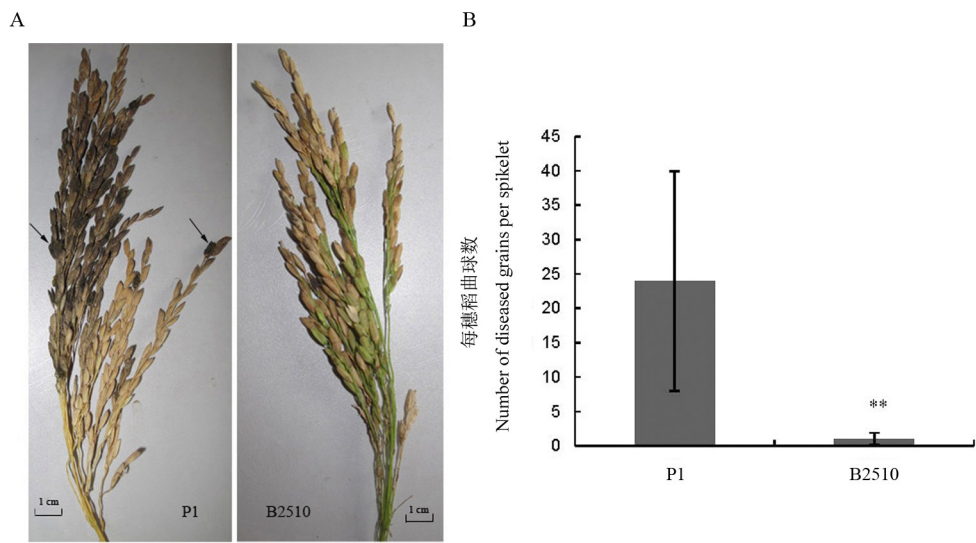 A
B
1 cm
P1
B2510
1 cm
每穗稻曲球数
Number of diseased grains per spikelet
45
40
35
30
25
20
15
10
5
0
**
P1
B2510